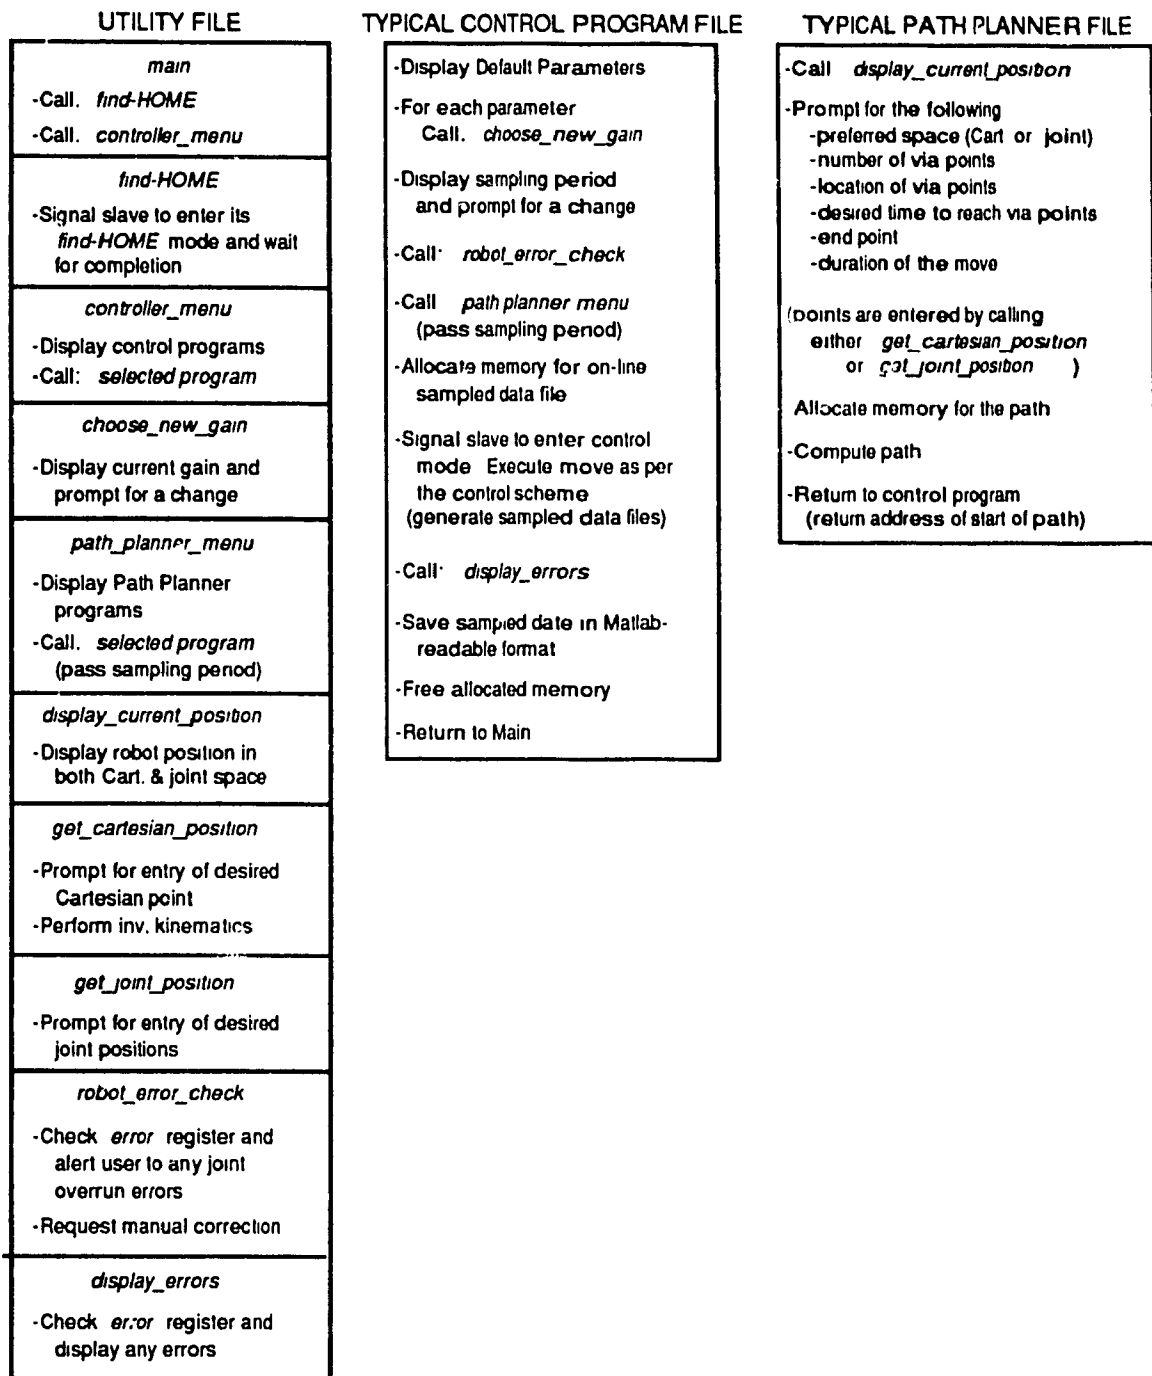 UTILITY FILE
main
-Call. find-HOME
-Call. controller_menu
find-HOME
-Signal slave to enter its
find-HOME mode and wait
for completion
controller_menu
-Display control programs
-Call: selected program
choose_new_gain
-Display current gain and
prompt for a change
path_planner_menu
-Display Path Planner
programs
-Call. selected program
(pass sampling period)
display_current_position
-Display robot position in
both Cart. & joint space
get_cartesian_position
-Prompt for entry of desired
Cartesian point
-Perform inv. kinematics
get_joint_position
-Prompt for entry of desired
joint positions
robot_error_check
-Check error register and
alert user to any joint
overrun errors
-Request manual correction
display_errors
-Check error register and
display any errors
TYPICAL CONTROL PROGRAM FILE
-Display Default Parameters
-For each parameter
Call. choose_new_gain
-Display sampling period
and prompt for a change
-Call· robot_error_check
-Call path planner menu
(pass sampling period)
-Allocate memory for on-line
sampled data file
-Signal slave to enter control
mode Execute move as per
the control scheme
(generate sampled data files)
-Call· display_errors
-Save sampled date in Matlab-
readable format
-Free allocated memory
-Return to Main
TYPICAL PATH PLANNER FILE
-Call display_current_position
-Prompt for the following
-preferred space (Cart or joint)
-number of via points
-location of via points
-desired time to reach via points
-end point
-duration of the move
(points are entered by calling
either get_cartesian_position
or get_joint_position )
Allocate memory for the path
-Compute path
-Return to control program
(return address of start of path)